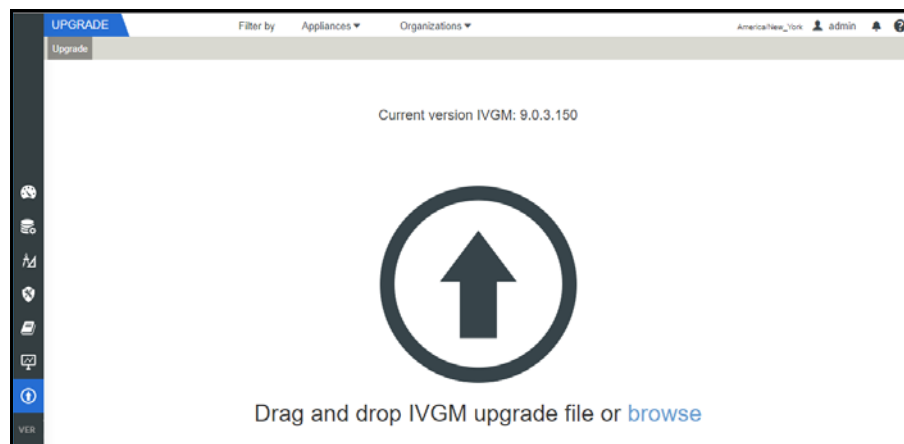 UPGRADE Filter by Appliances Organizations America/New_York admin
Upgrade
Current version IVGM: 9.0.3.150
Drag and drop IVGM upgrade file or browse
VER